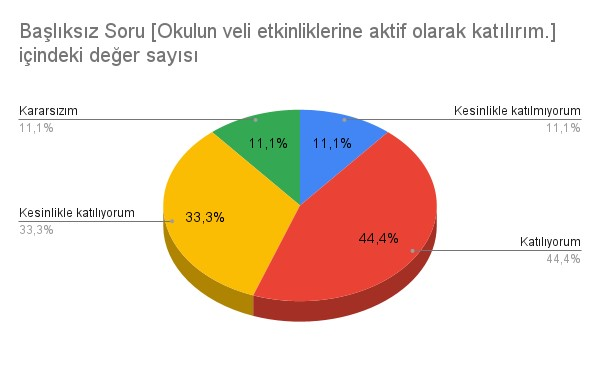 Başlıksız Soru [Okulun veli etkinliklerine aktif olarak katılırım.]
içindeki değer sayısı
Kararsızım
11,1%
Kesinlikle katılmıyorum
11,1%
11,1%
11,1%
Kesinlikle katılıyorum
33,3%
33,3%
44,4%
Katılıyorum
44,4%